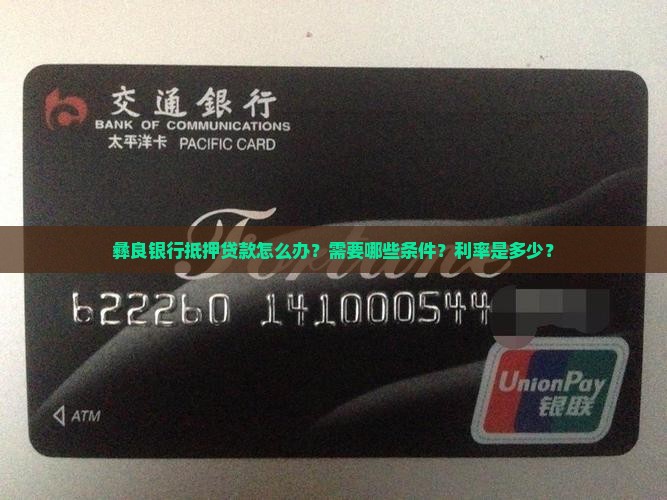 交通銀行
BANK OF COMMUNICATIONS
太平洋卡 PACIFIC CARD
Fortune
彝良银行抵押贷款怎么办？需要哪些条件？利率是多少？
622260 141000544
UnionPay
银联
ATM